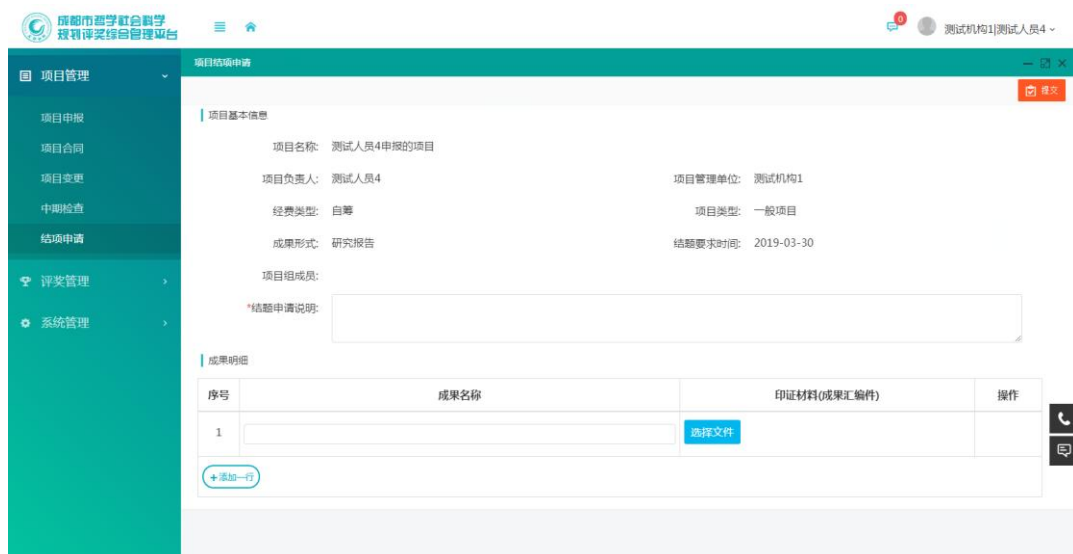 成都市哲学社会科学
规划评奖综合管理平台
0
测试机构1|测试人员4
项目管理
项目申报
项目合同
项目变更
中期检查
结项申请
评奖管理
系统管理
项目结项申请
提交
项目基本信息
项目名称: 测试人员4申报的项目
项目负责人: 测试人员4 项目管理单位: 测试机构1
经费类型: 自筹 项目类型: 一般项目
成果形式: 研究报告 结题要求时间: 2019-03-30
项目组成员:
*结题申请说明:
成果明细
序号 成果名称 印证材料(成果汇编件) 操作
1 选择文件
+添加一行